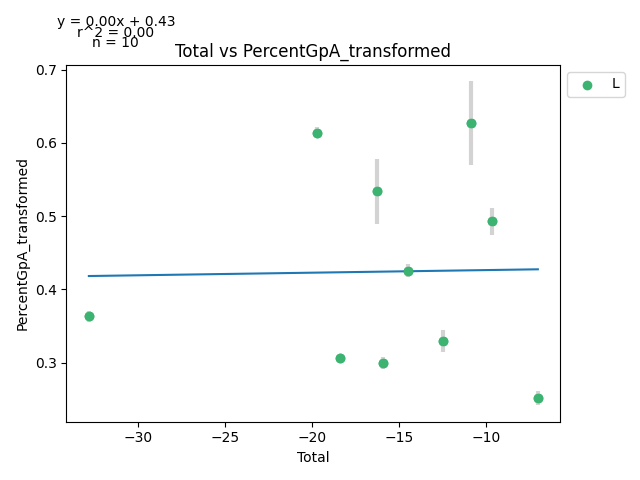 y = 0.00x + 0.43
r^2 = 0.00
n = 10
Total vs PercentGpA_transformed
L
PercentGpA_transformed
0.7
0.6
0.5
0.4
0.3
−30
−25
−20
−15
−10
Total